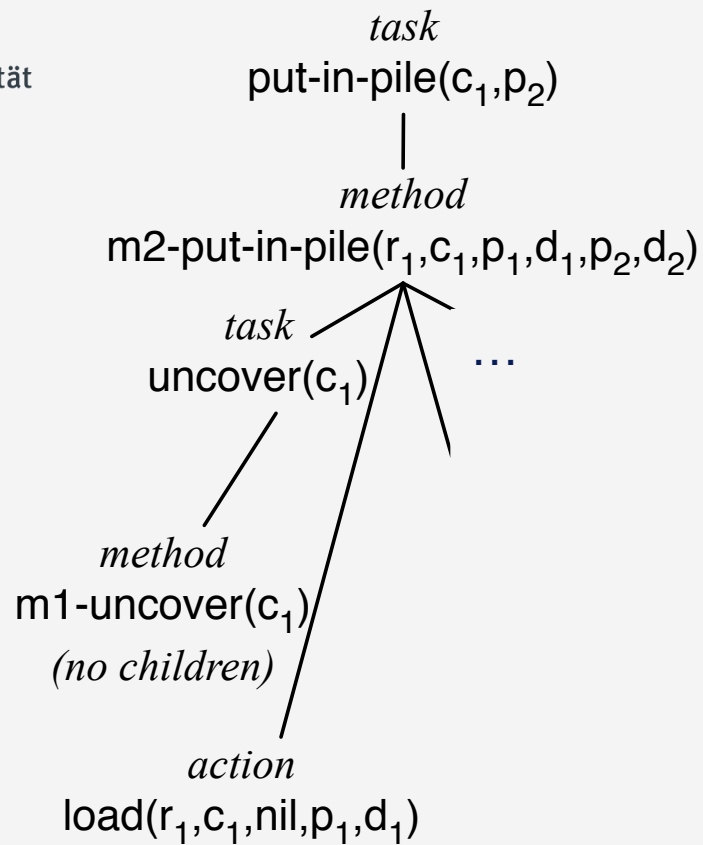 task
tät
put-in-pile(c₁,p₂)
method
m2-put-in-pile(r₁,c₁,p₁,d₁,p₂,d₂)
task
uncover(c₁)
...
method
m1-uncover(c₁)
(no children)
action
load(r₁,c₁,nil,p₁,d₁)